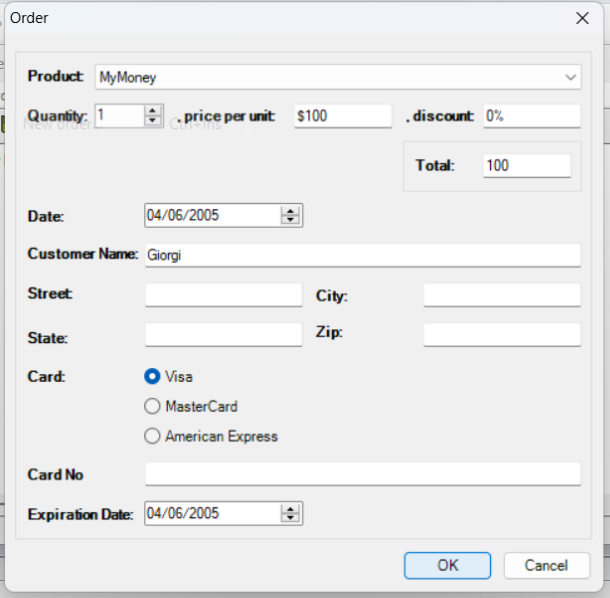 Order
Product: MyMoney
Quantity: 1 , price per unit: $100 , discount: 0%
New order... Ctrl+Ins
Total: 100
Date: 04/06/2005
Customer Name: Giorgi
Street: City:
State: Zip:
Card: Visa
MasterCard
American Express
Card No
Expiration Date: 04/06/2005
OK Cancel